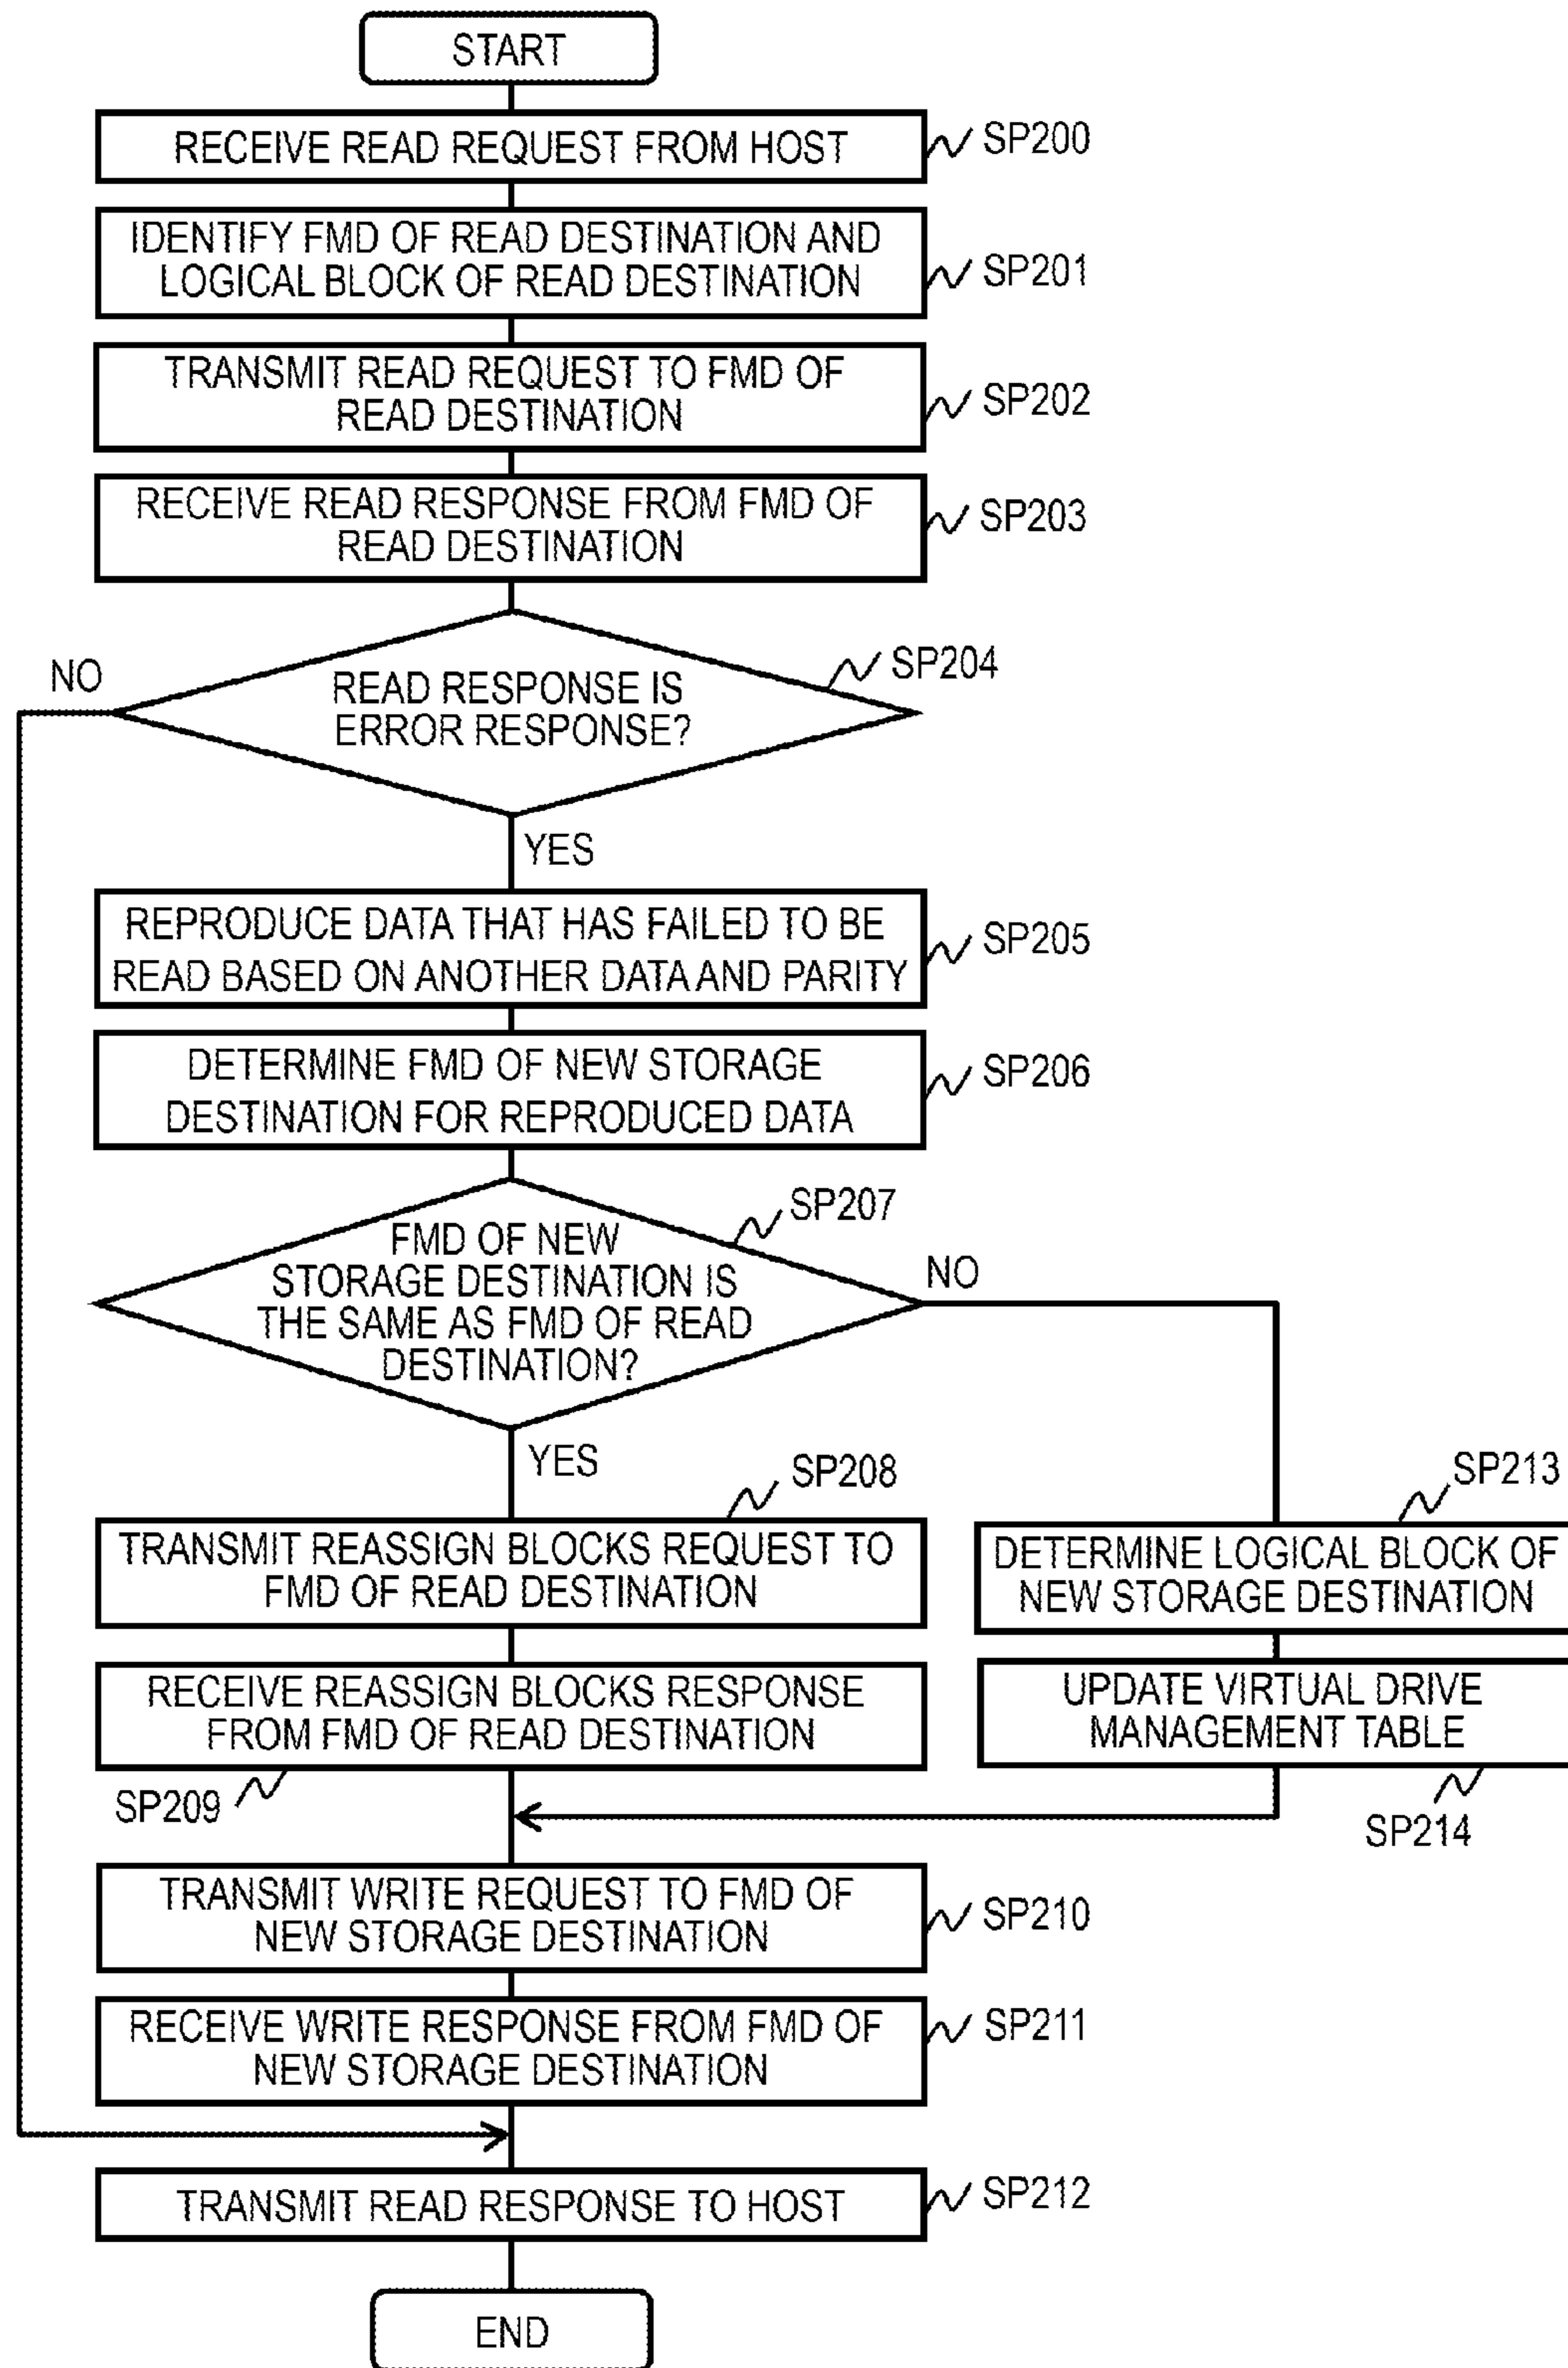 START
RECEIVE READ REQUEST FROM HOST
SP200
IDENTIFY FMD OF READ DESTINATION AND
LOGICAL BLOCK OF READ DESTINATION
SP201
TRANSMIT READ REQUEST TO FMD OF
READ DESTINATION
SP202
RECEIVE READ RESPONSE FROM FMD OF
READ DESTINATION
SP203
NO
READ RESPONSE IS
ERROR RESPONSE?
SP204
YES
REPRODUCE DATA THAT HAS FAILED TO BE
READ BASED ON ANOTHER DATA AND PARITY
SP205
DETERMINE FMD OF NEW STORAGE
DESTINATION FOR REPRODUCED DATA
SP206
SP207
FMD OF NEW
STORAGE DESTINATION IS
THE SAME AS FMD OF READ
DESTINATION?
NO
YES
SP208
TRANSMIT REASSIGN BLOCKS REQUEST TO
FMD OF READ DESTINATION
SP213
DETERMINE LOGICAL BLOCK OF
NEW STORAGE DESTINATION
RECEIVE REASSIGN BLOCKS RESPONSE
FROM FMD OF READ DESTINATION
SP209
UPDATE VIRTUAL DRIVE
MANAGEMENT TABLE
SP214
TRANSMIT WRITE REQUEST TO FMD OF
NEW STORAGE DESTINATION
SP210
RECEIVE WRITE RESPONSE FROM FMD OF
NEW STORAGE DESTINATION
SP211
TRANSMIT READ RESPONSE TO HOST
SP212
END